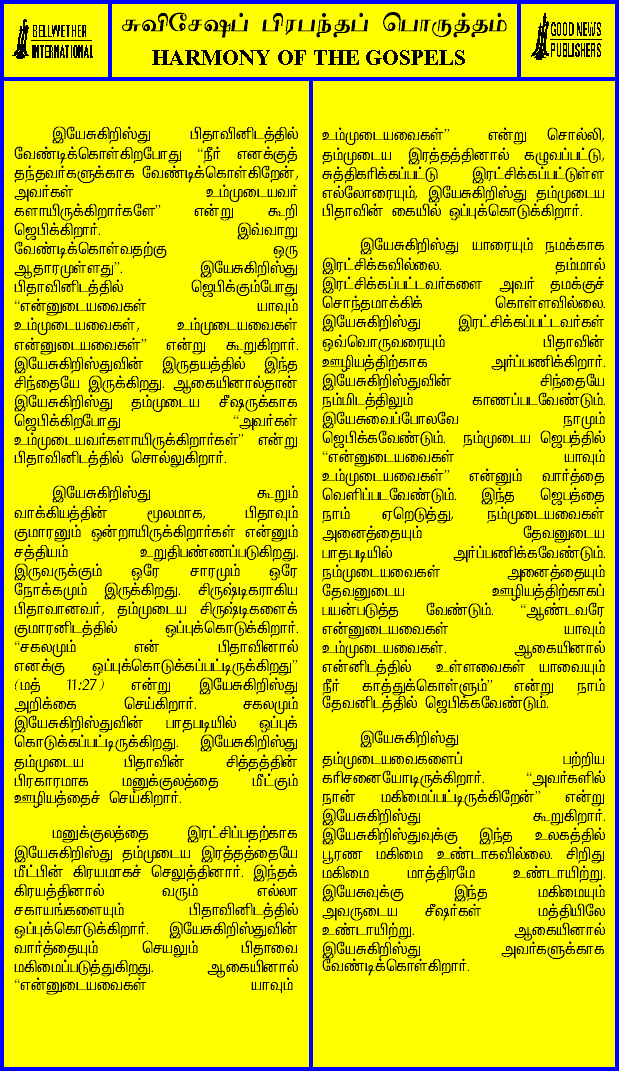 BELLWETHER
INTERNATIONAL
சுவிசேஷப் பிரபந்தப் பொருத்தம்
HARMONY OF THE GOSPELS
GOOD NEWS
PUBLISHERS
இயேசுகிறிஸ்து பிதாவினிடத்தில்
வேண்டிக்கொள்கிறபோது “நீர் எனக்குத்
தந்தவர்களுக்காக வேண்டிக்கொள்கிறேன்,
அவர்கள் உம்முடையவர்
களாயிருக்கிறார்களே” என்று கூறி
ஜெபிக்கிறார். இவ்வாறு
வேண்டிக்கொள்வதற்கு ஒரு
ஆதாரமுள்ளது”. இயேசுகிறிஸ்து
பிதாவினிடத்தில் ஜெபிக்கும்போது
“என்னுடையவைகள் யாவும்
உம்முடையவைகள், உம்முடையவைகள்
என்னுடையவைகள்” என்று கூறுகிறார்.
இயேசுகிறிஸ்துவின் இருதயத்தில் இந்த
சிந்தையே இருக்கிறது. ஆகையினால்தான்
இயேசுகிறிஸ்து தம்முடைய சீஷருக்காக
ஜெபிக்கிறபோது “அவர்கள்
உம்முடையவர்களாயிருக்கிறார்கள்” என்று
பிதாவினிடத்தில் சொல்லுகிறார்.
இயேசுகிறிஸ்து கூறும்
வாக்கியத்தின் மூலமாக, பிதாவும்
குமாரனும் ஒன்றாயிருக்கிறார்கள் என்னும்
சத்தியம் உறுதிபண்ணப்படுகிறது.
இருவருக்கும் ஒரே சாரமும் ஒரே
நோக்கமும் இருக்கிறது. சிருஷ்டிகராகிய
பிதாவானவர், தம்முடைய சிருஷ்டிகளைக்
குமாரனிடத்தில் ஒப்புக்கொடுக்கிறார்.
“சகலமும் என் பிதாவினால்
எனக்கு ஒப்புக்கொடுக்கப்பட்டிருக்கிறது”
(மத் 11:27) என்று இயேசுகிறிஸ்து
அறிக்கை செய்கிறார். சகலமும்
இயேசுகிறிஸ்துவின் பாதபடியில் ஒப்புக்
கொடுக்கப்பட்டிருக்கிறது. இயேசுகிறிஸ்து
தம்முடைய பிதாவின் சித்தத்தின்
பிரகாரமாக மனுக்குலத்தை மீட்கும்
ஊழியத்தைச் செய்கிறார்.
மனுக்குலத்தை இரட்சிப்பதற்காக
இயேசுகிறிஸ்து தம்முடைய இரத்தத்தையே
மீட்பின் கிரயமாகச் செலுத்தினார். இந்தக்
கிரயத்தினால் வரும் எல்லா
சகாயங்களையும் பிதாவினிடத்தில்
ஒப்புக்கொடுக்கிறார். இயேசுகிறிஸ்துவின்
வார்த்தையும் செயலும் பிதாவை
மகிமைப்படுத்துகிறது. ஆகையினால்
“என்னுடையவைகள் யாவும்
உம்முடையவைகள்” என்று சொல்லி,
தம்முடைய இரத்தத்தினால் கழுவப்பட்டு,
சுத்திகரிக்கப்பட்டு இரட்சிக்கப்பட்டுள்ள
எல்லோரையும், இயேசுகிறிஸ்து தம்முடைய
பிதாவின் கையில் ஒப்புக்கொடுக்கிறார்.
இயேசுகிறிஸ்து யாரையும் நமக்காக
இரட்சிக்கவில்லை. தம்மால்
இரட்சிக்கப்பட்டவர்களை அவர் தமக்குச்
சொந்தமாக்கிக் கொள்ளவில்லை.
இயேசுகிறிஸ்து இரட்சிக்கப்பட்டவர்கள்
ஒவ்வொருவரையும் பிதாவின்
ஊழியத்திற்காக அர்ப்பணிக்கிறார்.
இயேசுகிறிஸ்துவின் சிந்தையே
நம்மிடத்திலும் காணப்படவேண்டும்.
இயேசுவைப்போலவே நாமும்
ஜெபிக்கவேண்டும். நம்முடைய ஜெபத்தில்
“என்னுடையவைகள் யாவும்
உம்முடையவைகள்” என்னும் வார்த்தை
வெளிப்படவேண்டும். இந்த ஜெபத்தை
நாம் ஏறெடுத்து, நம்முடையவைகள்
அனைத்தையும் தேவனுடைய
பாதபடியில் அர்ப்பணிக்கவேண்டும்.
நம்முடையவைகள் அனைத்தையும்
தேவனுடைய ஊழியத்திற்காகப்
பயன்படுத்த வேண்டும். “ஆண்டவரே
என்னுடையவைகள் யாவும்
உம்முடையவைகள். ஆகையினால்
என்னிடத்தில் உள்ளவைகள் யாவையும்
நீர் காத்துக்கொள்ளும்” என்று நாம்
தேவனிடத்தில் ஜெபிக்கவேண்டும்.
இயேசுகிறிஸ்து
தம்முடையவைகளைப் பற்றிய
கரிசனையோடிருக்கிறார். “அவர்களில்
நான் மகிமைப்பட்டிருக்கிறேன்” என்று
இயேசுகிறிஸ்து கூறுகிறார்.
இயேசுகிறிஸ்துவுக்கு இந்த உலகத்தில்
பூரண மகிமை உண்டாகவில்லை. சிறிது
மகிமை மாத்திரமே உண்டாயிற்று.
இயேசுவுக்கு இந்த மகிமையும்
அவருடைய சீஷர்கள் மத்தியிலே
உண்டாயிற்று. ஆகையினால்
இயேசுகிறிஸ்து அவர்களுக்காக
வேண்டிக்கொள்கிறார்.